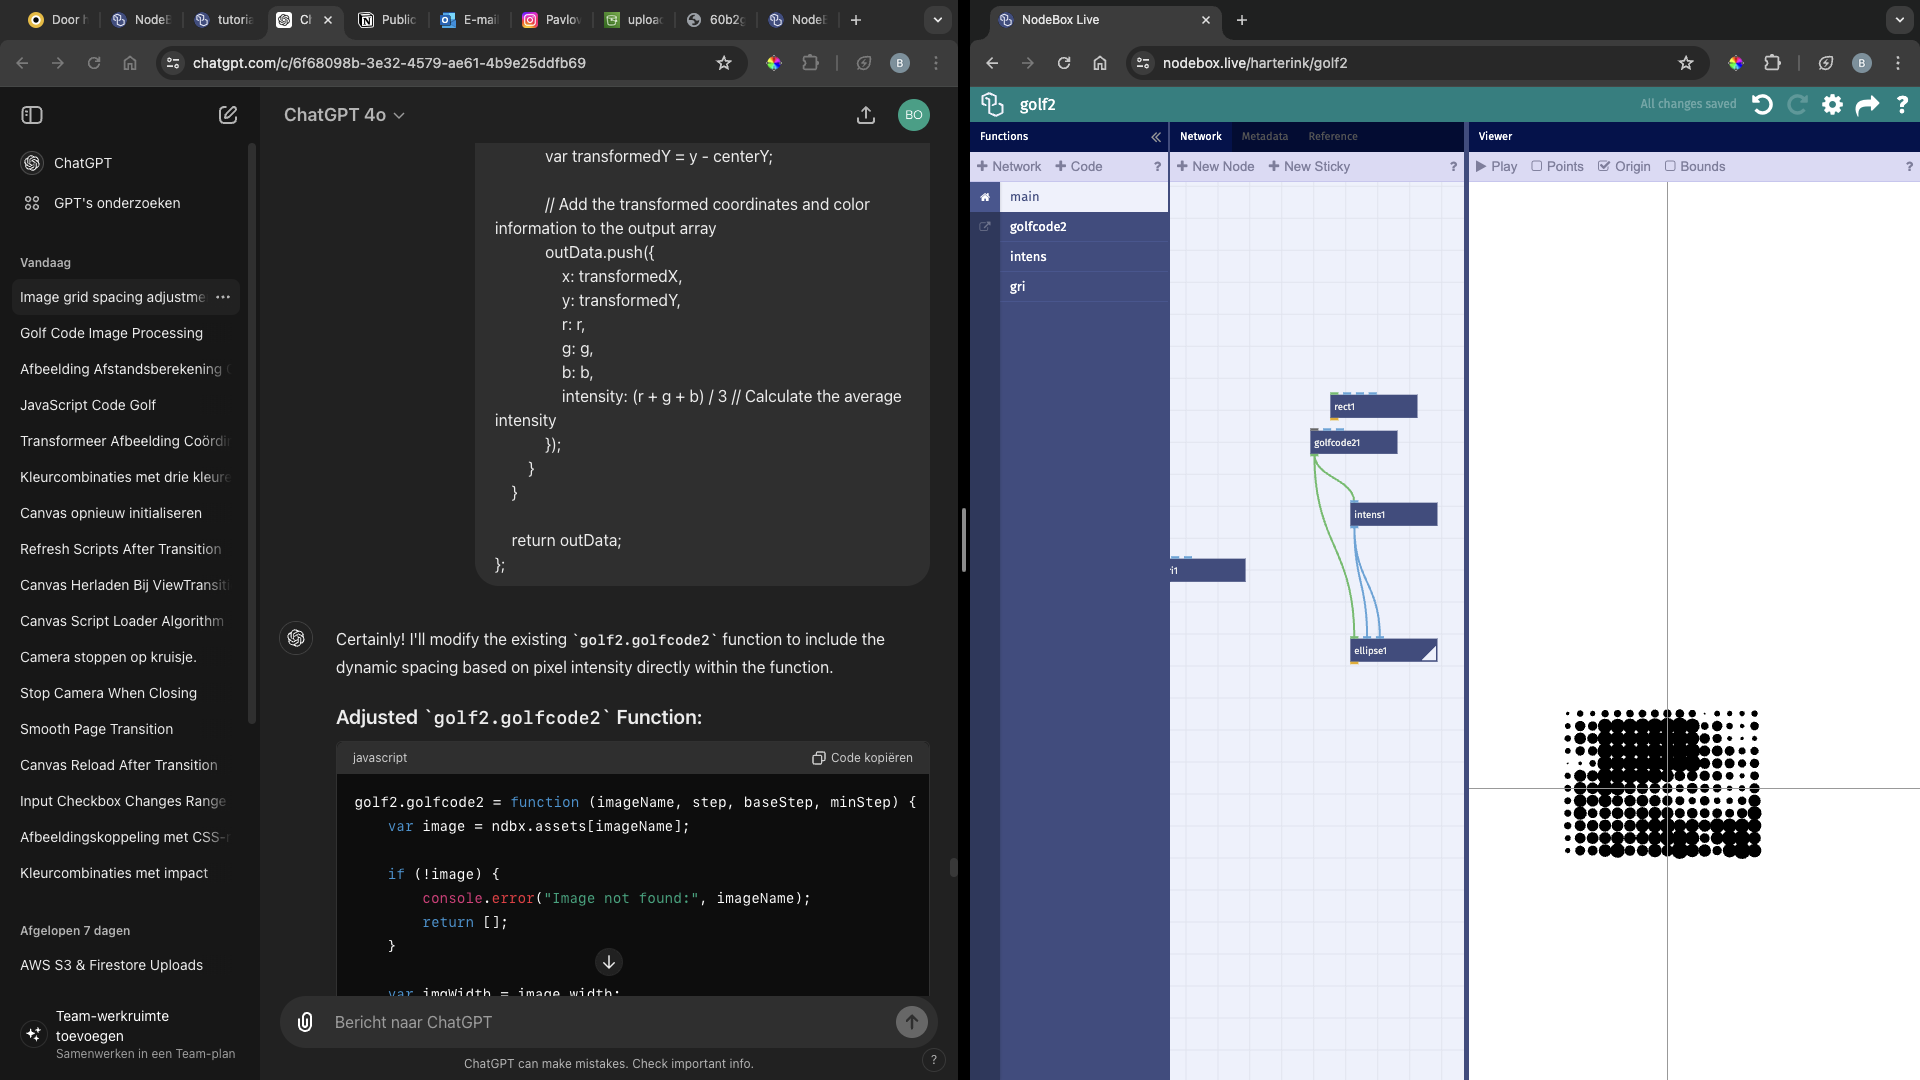 Door h
NodeB
tutoria
Ch
Public
E-mail
Pavlov
uploa
60b2g
NodeB
chatgpt.com/c/6f68098b-3e32-4579-ae61-4b9e25ddfb69
B
ChatGPT
GPT's onderzoeken
Vandaag
Image grid spacing adjustme
Golf Code Image Processing
Afbeelding Afstandsberekening
JavaScript Code Golf
Transformeer Afbeelding Coördi
Kleurcombinaties met drie kleure
Canvas opnieuw initialiseren
Refresh Scripts After Transition
Canvas Herladen Bij ViewTransiti
Canvas Script Loader Algorithm
Camera stoppen op kruisje.
Stop Camera When Closing
Smooth Page Transition
Canvas Reload After Transition
Input Checkbox Changes Range
Afbeeldingskoppeling met CSS-
Kleurcombinaties met impact
Afgelopen 7 dagen
AWS S3 & Firestore Uploads
Team-werkruimte
toevoegen
Samenwerken in een Team-plan
ChatGPT 4o
BO
var transformedY = y - centerY;
// Add the transformed coordinates and color
information to the output array
outData.push({
x: transformedX,
y: transformedY,
r: r,
g: g,
b: b,
intensity: (r + g + b) / 3 // Calculate the average
intensity
});
}
}
return outData;
};
Certainly! I'll modify the existing `golf2.golfcode2` function to include the
dynamic spacing based on pixel intensity directly within the function.
Adjusted `golf2.golfcode2` Function:
javascript
Code kopiëren
golf2.golfcode2 = function (imageName, step, baseStep, minStep) {
var image = ndbx.assets[imageName];
if (!image) {
console.error("Image not found:", imageName);
return [];
}
var imgWidth = image.width;
Bericht naar ChatGPT
ChatGPT can make mistakes. Check important info.
?
NodeBox Live
nodebox.live/harterink/golf2
B
golf2
All changes saved
?
Functions
Network
Metadata
Reference
Viewer
Network
Code
?
New Node
New Sticky
?
Play
Points
Origin
Bounds
?
main
golfcode2
intens
gri
rect1
golfcode21
intens1
ri1
ellipse1